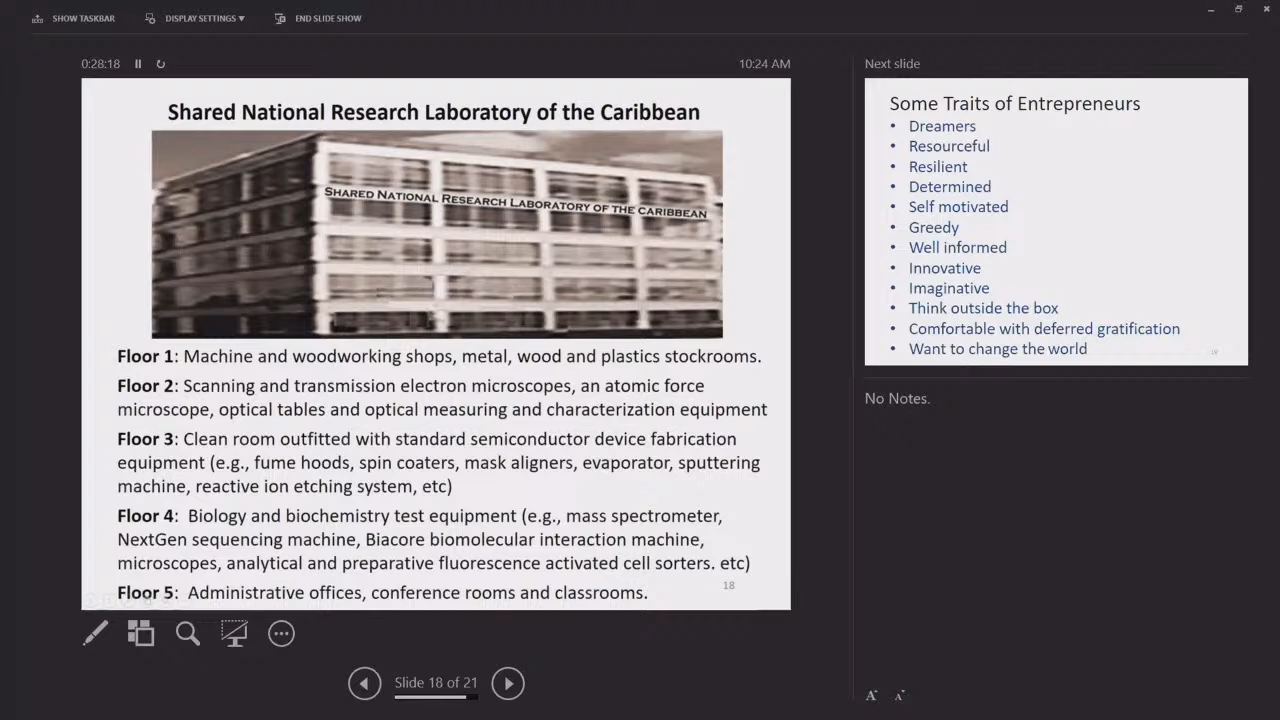 SHOW TASKBAR
DISPLAY SETTINGS ▼
END SLIDE SHOW
0:28:18
10:24 AM
Shared National Research Laboratory of the Caribbean
SHARED NATIONAL RESEARCH LABORATORY OF THE CARIBBEAN
Floor 1: Machine and woodworking shops, metal, wood and plastics stockrooms.
Floor 2: Scanning and transmission electron microscopes, an atomic force
microscope, optical tables and optical measuring and characterization equipment
Floor 3: Clean room outfitted with standard semiconductor device fabrication
equipment (e.g., fume hoods, spin coaters, mask aligners, evaporator, sputtering
machine, reactive ion etching system, etc)
Floor 4:  Biology and biochemistry test equipment (e.g., mass spectrometer,
NextGen sequencing machine, Biacore biomolecular interaction machine,
microscopes, analytical and preparative fluorescence activated cell sorters. etc)
Floor 5:  Administrative offices, conference rooms and classrooms.
18
Slide 18 of 21
Next slide
Some Traits of Entrepreneurs
• Dreamers
• Resourceful
• Resilient
• Determined
• Self motivated
• Greedy
• Well informed
• Innovative
• Imaginative
• Think outside the box
• Comfortable with deferred gratification
• Want to change the world
19
No Notes.
A A